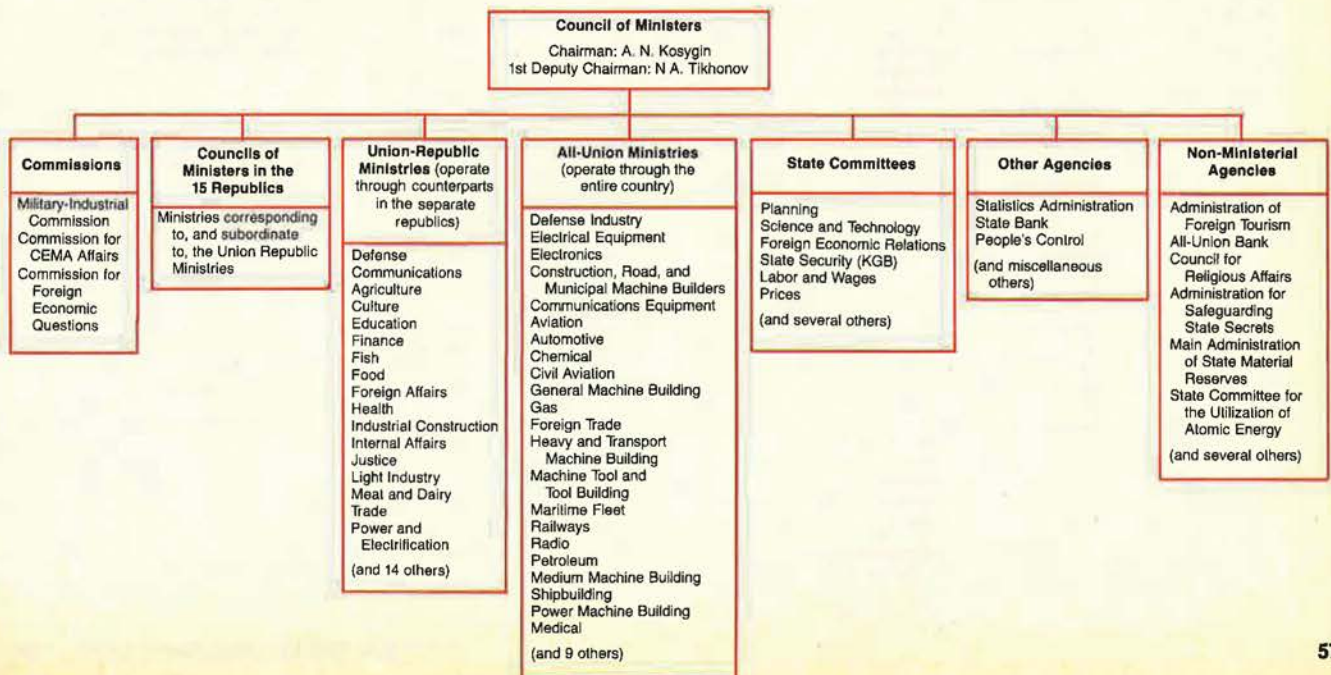 Council of Ministers
Chairman: A. N. Kosygin
1st Deputy Chairman: N A. Tikhonov
Commissions
Military-Industrial
Commission
Commission for
CEMA Affairs
Commission for
Foreign
Economic
Questions
Councils of
Ministers in the
15 Republics
Ministries corresponding
to, and subordinate
to, the Union Republic
Ministries
Union-Republic
Ministries (operate
through counterparts
in the separate
republics)
Defense
Communications
Agriculture
Culture
Education
Finance
Fish
Food
Foreign Affairs
Health
Industrial Construction
Internal Affairs
Justice
Light Industry
Meat and Dairy
Trade
Power and
Electrification
(and 14 others)
All-Union Ministries
(operate through the
entire country)
Defense Industry
Electrical Equipment
Electronics
Construction, Road, and
Municipal Machine Builders
Communications Equipment
Aviation
Automotive
Chemical
Civil Aviation
General Machine Building
Gas
Foreign Trade
Heavy and Transport
Machine Building
Machine Tool and
Tool Building
Maritime Fleet
Railways
Radio
Petroleum
Medium Machine Building
Shipbuilding
Power Machine Building
Medical
(and 9 others)
State Committees
Planning
Science and Technology
Foreign Economic Relations
State Security (KGB)
Labor and Wages
Prices
(and several others)
Other Agencies
Statistics Administration
State Bank
People's Control
(and miscellaneous
others)
Non-Ministerial
Agencies
Administration of
Foreign Tourism
All-Union Bank
Council for
Religious Affairs
Administration for
Safeguarding
State Secrets
Main Administration
of State Material
Reserves
State Committee for
the Utilization of
Atomic Energy
(and several others)